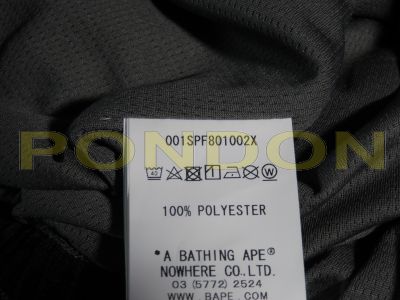 001SPF801002X
PONDON
100% POLYESTER
"A BATHING APE®
NOWHERE CO.,LTD.
03(5772)2524
WWW.BAPE.COM